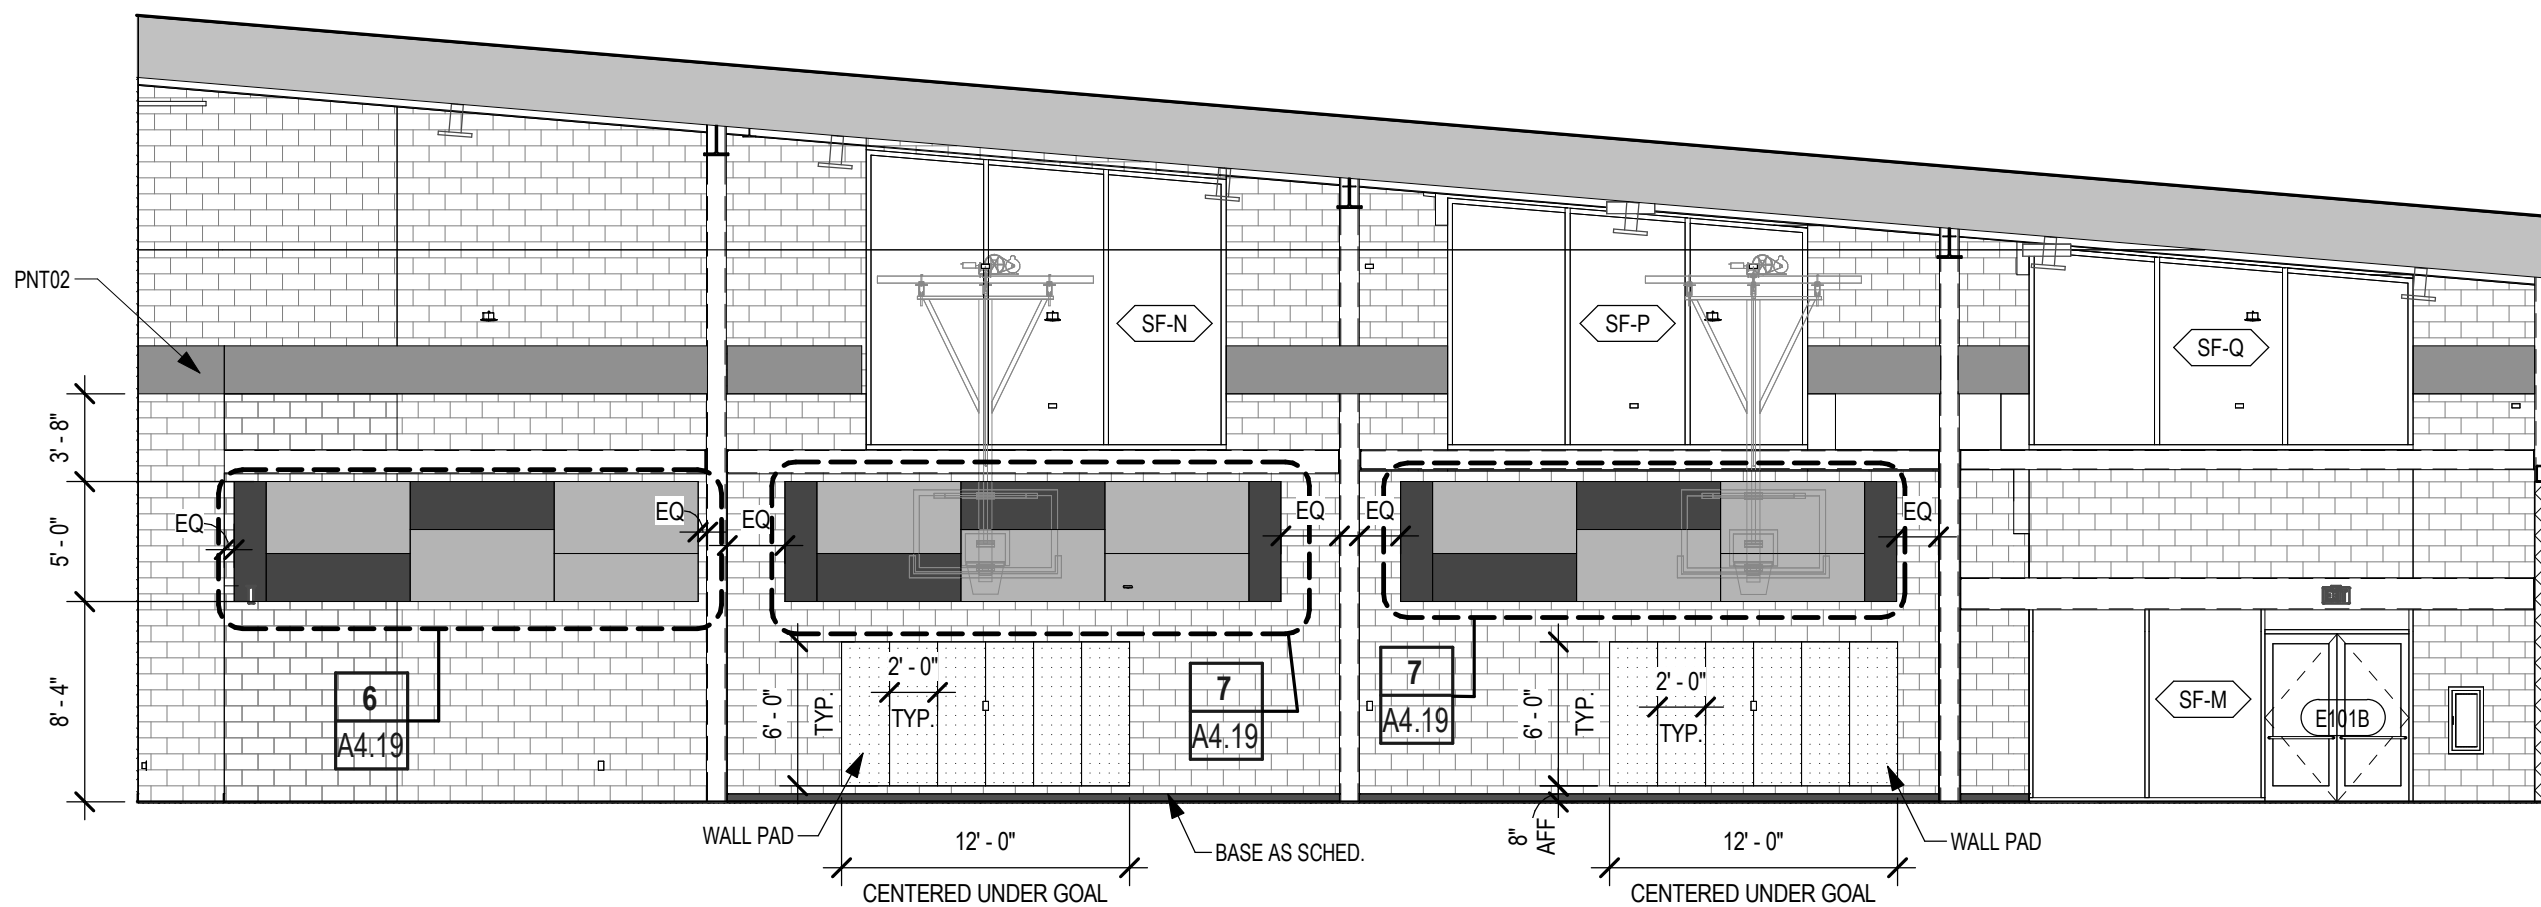 PNT02
SF-N
SF-P
SF-Q
3' - 8"
5' - 0"
8' - 4"
EQ
EQ
EQ
EQ
EQ
EQ
6
A4.19
6' - 0"
TYP.
2' - 0"
TYP.
7
A4.19
7
A4.19
6' - 0"
TYP.
2' - 0"
TYP.
SF-M
E101B
WALL PAD
12' - 0"
CENTERED UNDER GOAL
BASE AS SCHED.
8"
AFF
12' - 0"
CENTERED UNDER GOAL
WALL PAD